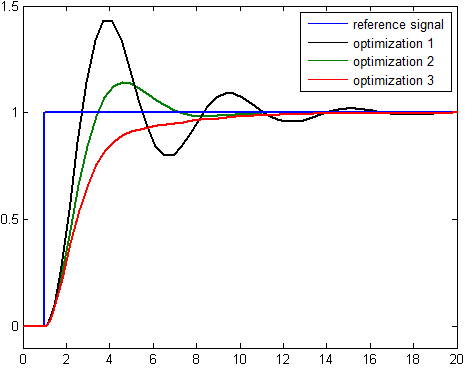 1.5
reference signal
optimization 1
optimization 2
optimization 3
1
0.5
0
0 2 4 6 8 10 12 14 16 18 20